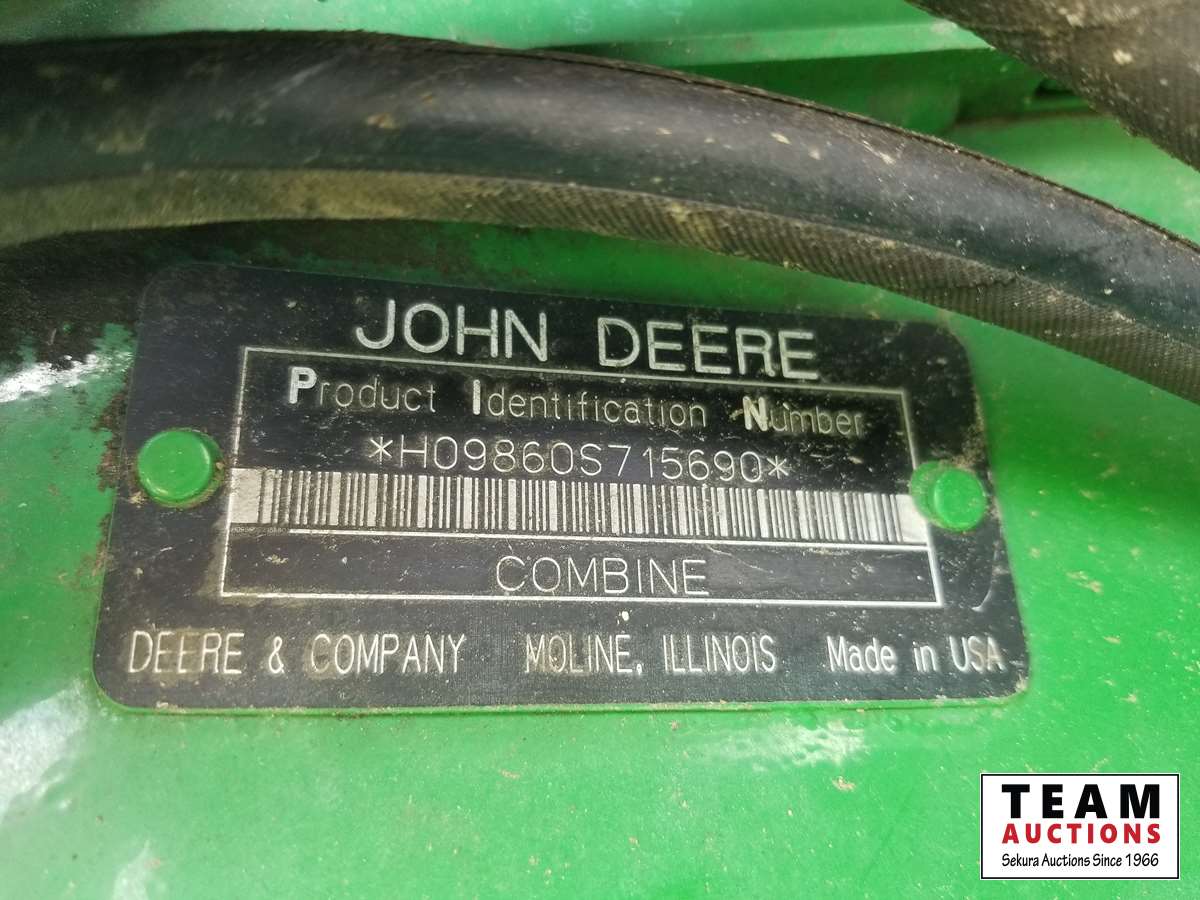 JOHN DEERE
Product Identification Number
*H09860S715690*
COMBINE
DEERE & COMPANY MOLINE, ILLINOIS Made in USA
TEAM
AUCTIONS
Sekura Auctions Since 1966